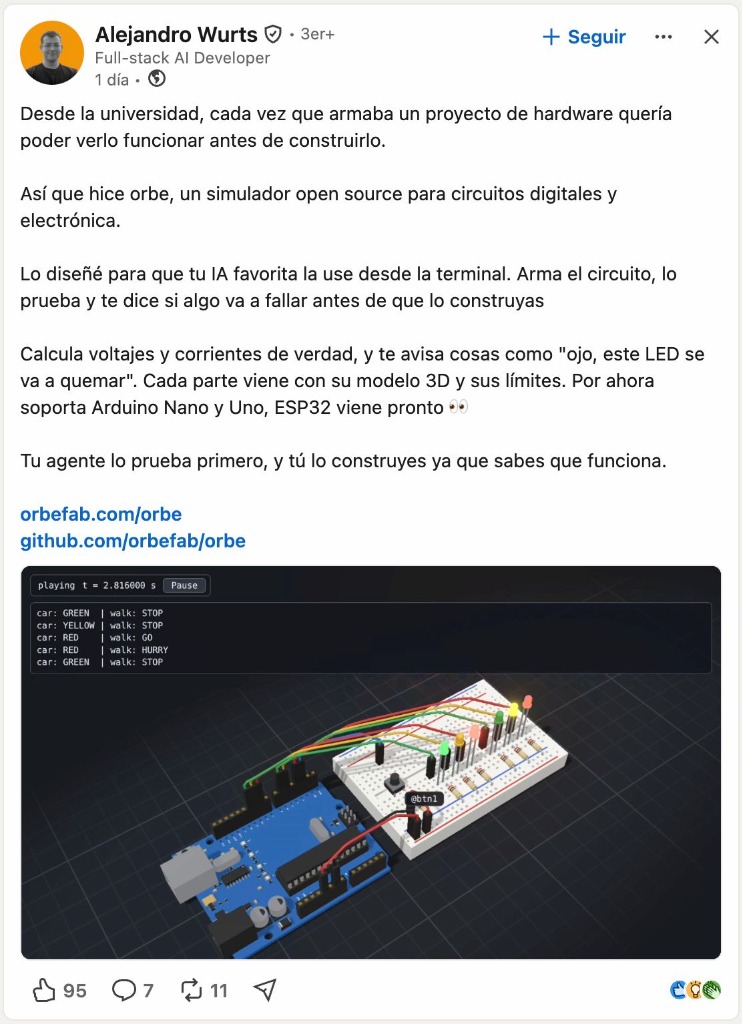 Alejandro Wurts • 3er+
Full-stack AI Developer
1 día •
+ Seguir
Desde la universidad, cada vez que armaba un proyecto de hardware quería
poder verlo funcionar antes de construirlo.
Así que hice orbe, un simulador open source para circuitos digitales y
electrónica.
Lo diseñé para que tu IA favorita la use desde la terminal. Arma el circuito, lo
prueba y te dice si algo va a fallar antes de que lo construyas
Calcula voltajes y corrientes de verdad, y te avisa cosas como "ojo, este LED se
va a quemar". Cada parte viene con su modelo 3D y sus límites. Por ahora
soporta Arduino Nano y Uno, ESP32 viene pronto 👀
Tu agente lo prueba primero, y tú lo construyes ya que sabes que funciona.
orbefab.com/orbe
github.com/orbefab/orbe
playing t = 2.816000 s Pause
car: GREEN | walk: STOP
car: YELLOW | walk: STOP
car: RED | walk: GO
car: RED | walk: HURRY
car: GREEN | walk: STOP
@btn1
95 7 11